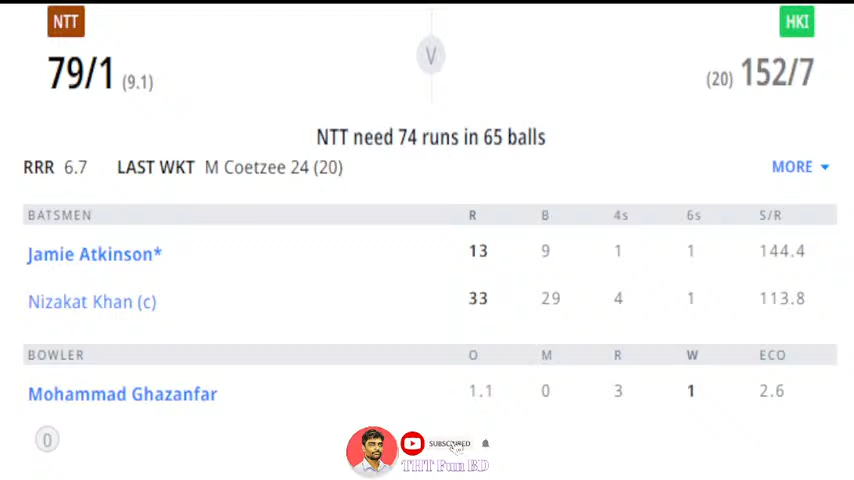 NTT
HKI
79/1 (9.1)
V
(20) 152/7
NTT need 74 runs in 65 balls
RRR 6.7 LAST WKT M Coetzee 24 (20)
MORE
BATSMEN R B 4s 6s S/R
Jamie Atkinson* 13 9 1 1 144.4
Nizakat Khan (c) 33 29 4 1 113.8
BOWLER O M R W ECO
Mohammad Ghazanfar 1.1 0 3 1 2.6
0
SUBSCRIBED
THT Fun BD